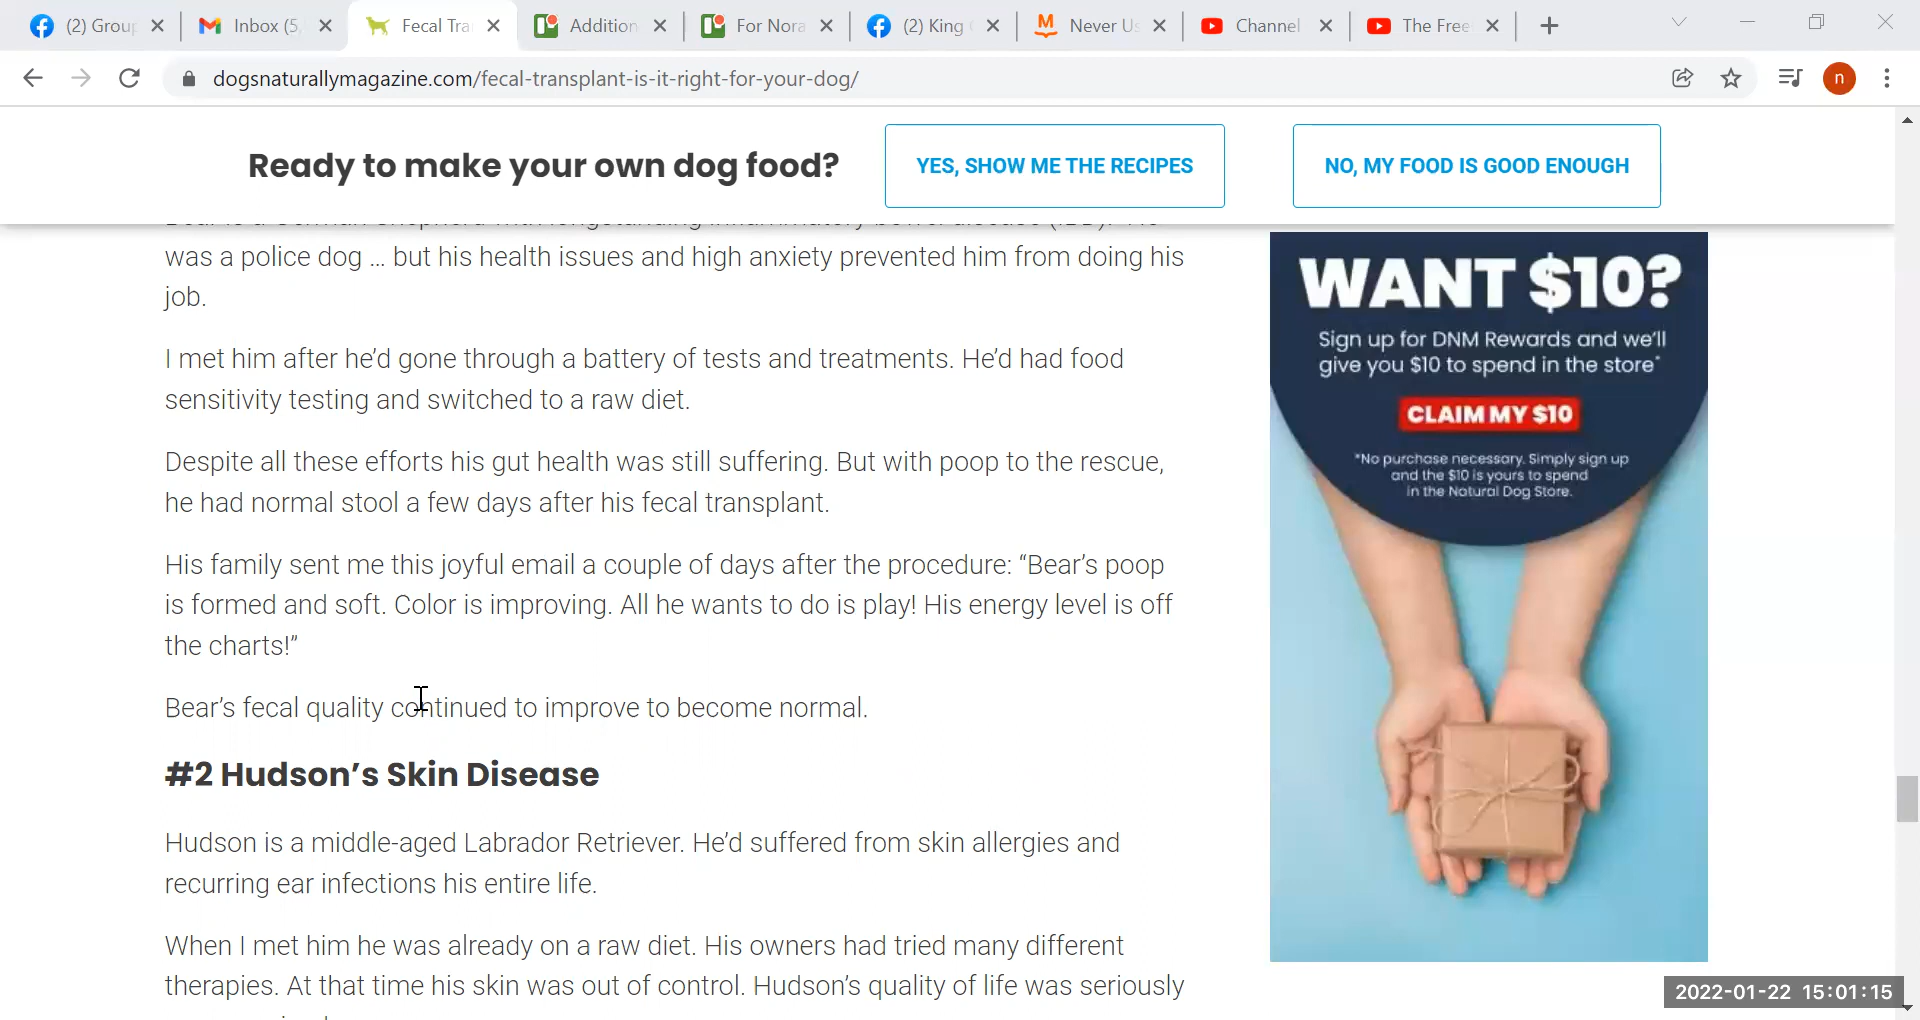 (2) Group
Inbox (5,
Fecal Tra
Addition
For Nora
(2) King
Never Us
Channel
The Free
dogsnaturallymagazine.com/fecal-transplant-is-it-right-for-your-dog/
n
Ready to make your own dog food?
YES, SHOW ME THE RECIPES
NO, MY FOOD IS GOOD ENOUGH
was a police dog … but his health issues and high anxiety prevented him from doing his
job.
I met him after he’d gone through a battery of tests and treatments. He’d had food
sensitivity testing and switched to a raw diet.
Despite all these efforts his gut health was still suffering. But with poop to the rescue,
he had normal stool a few days after his fecal transplant.
His family sent me this joyful email a couple of days after the procedure: “Bear’s poop
is formed and soft. Color is improving. All he wants to do is play! His energy level is off
the charts!”
Bear’s fecal quality continued to improve to become normal.
#2 Hudson’s Skin Disease
Hudson is a middle-aged Labrador Retriever. He’d suffered from skin allergies and
recurring ear infections his entire life.
When I met him he was already on a raw diet. His owners had tried many different
therapies. At that time his skin was out of control. Hudson’s quality of life was seriously
WANT $10?
Sign up for DNM Rewards and we’ll
give you $10 to spend in the store*
CLAIM MY $10
*No purchase necessary. Simply sign up
and the $10 is yours to spend
in the Natural Dog Store.
2022-01-22 15:01:15